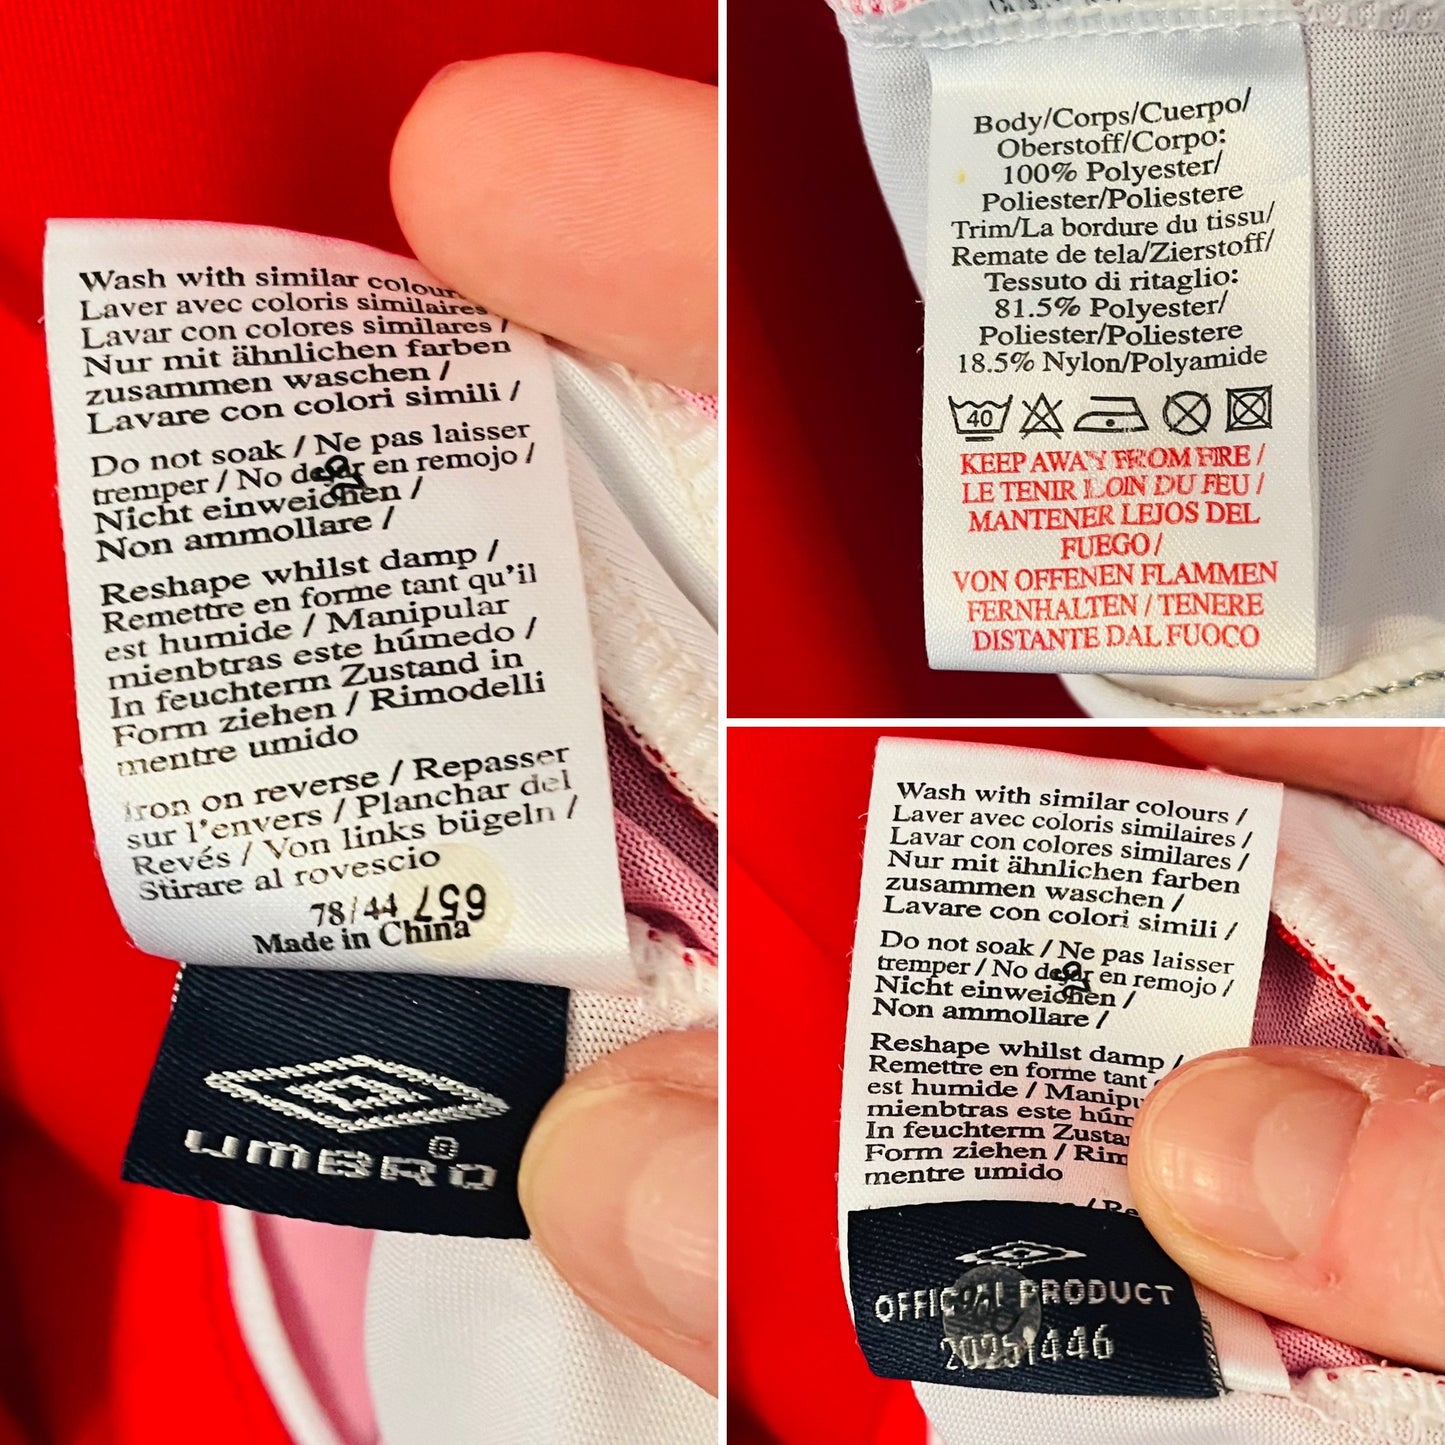 Wash with similar colour
Laver avec coloris similaires
Lavar con colores similares /
Nur mit ähnlichen farben
zusammen waschen /
Lavare con colori simili /
Do not soak / Ne pas laisser
tremper / No dejar en remojo /
Nicht einweichen /
Non ammollare /
Reshape whilst damp /
Remettre en forme tant qu'il
est humide / Manipular
mienbtras este húmedo /
In feuchterm Zustand in
Form ziehen / Rimodelli
mentre umido
Iron on reverse / Repasser
sur l'envers / Planchar del
Revés / Von links bügeln /
Stirare al rovescio
78/44 657
Made in China
UMBRO®
Body/Corps/Cuerpo/
Oberstoff/Corpo:
100% Polyester/
Poliester/Poliestere
Trim/La bordure du tissu/
Remate de tela/Zierstoff/
Tessuto di ritaglio:
81.5% Polyester/
Poliester/Poliestere
18.5% Nylon/Polyamide
40
KEEP AWAY FROM FIRE /
LE TENIR LOIN DU FEU /
MANTENER LEJOS DEL
FUEGO /
VON OFFENEN FLAMMEN
FERNHALTEN / TENERE
DISTANTE DAL FUOCO
Wash with similar colours /
Laver avec coloris similaires /
Lavar con colores similares /
Nur mit ähnlichen farben
zusammen waschen /
Lavare con colori simili /
Do not soak / Ne pas laisser
tremper / No dejar en remojo /
Nicht einweichen /
Non ammollare /
Reshape whilst damp /
Remettre en forme tant
est humide / Manipu
mienbtras este húm
In feuchterm Zusta
Form ziehen / Rim
mentre umido
/ Re
OFFICIAL PRODUCT
20251446